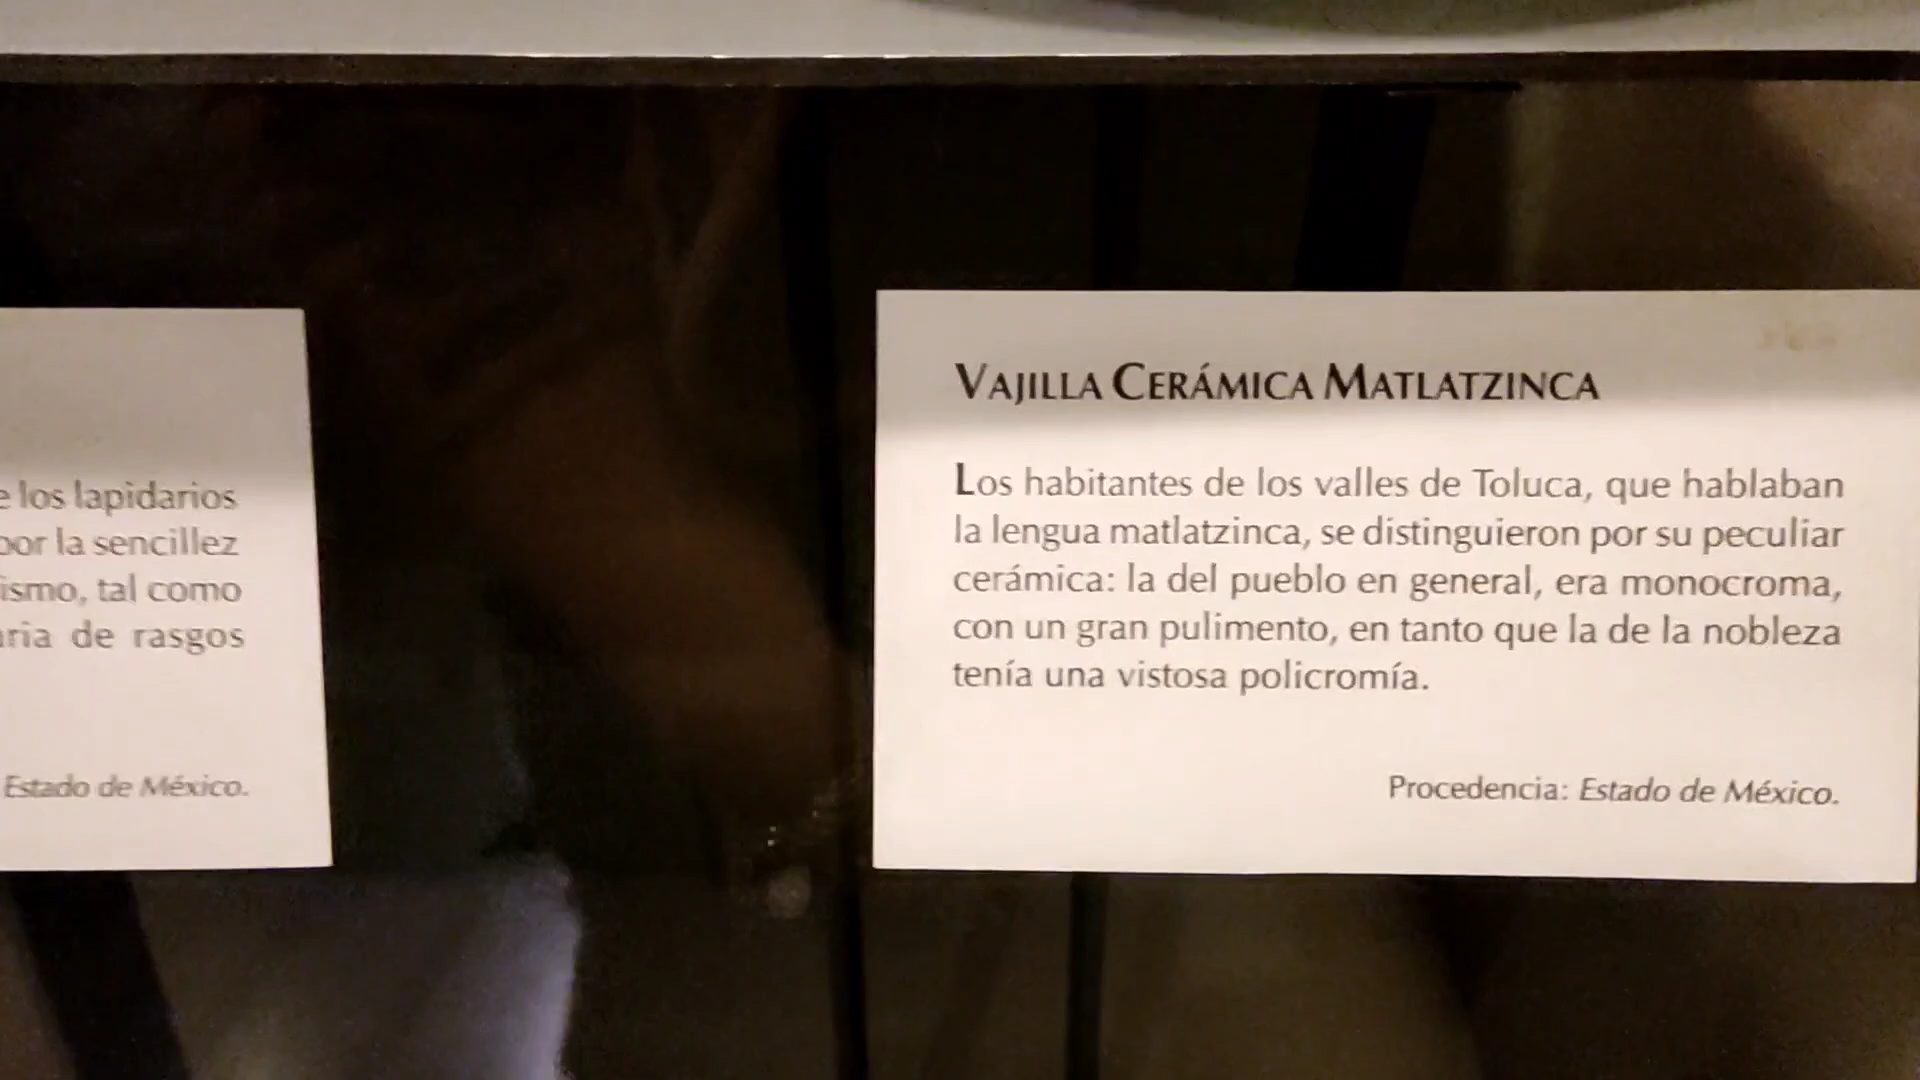 los lapidarios
por la sencillez
tal como
de rasgos
Estado de México.
VAJILLA CERÁMICA MATLATZINCA
Los habitantes de los valles de Toluca, que hablaban
la lengua matlatzinca, se distinguieron por su peculiar
cerámica: la del pueblo en general, era monocroma,
con un gran pulimento, en tanto que la de la nobleza
tenía una vistosa policromía.
Procedencia: Estado de México.